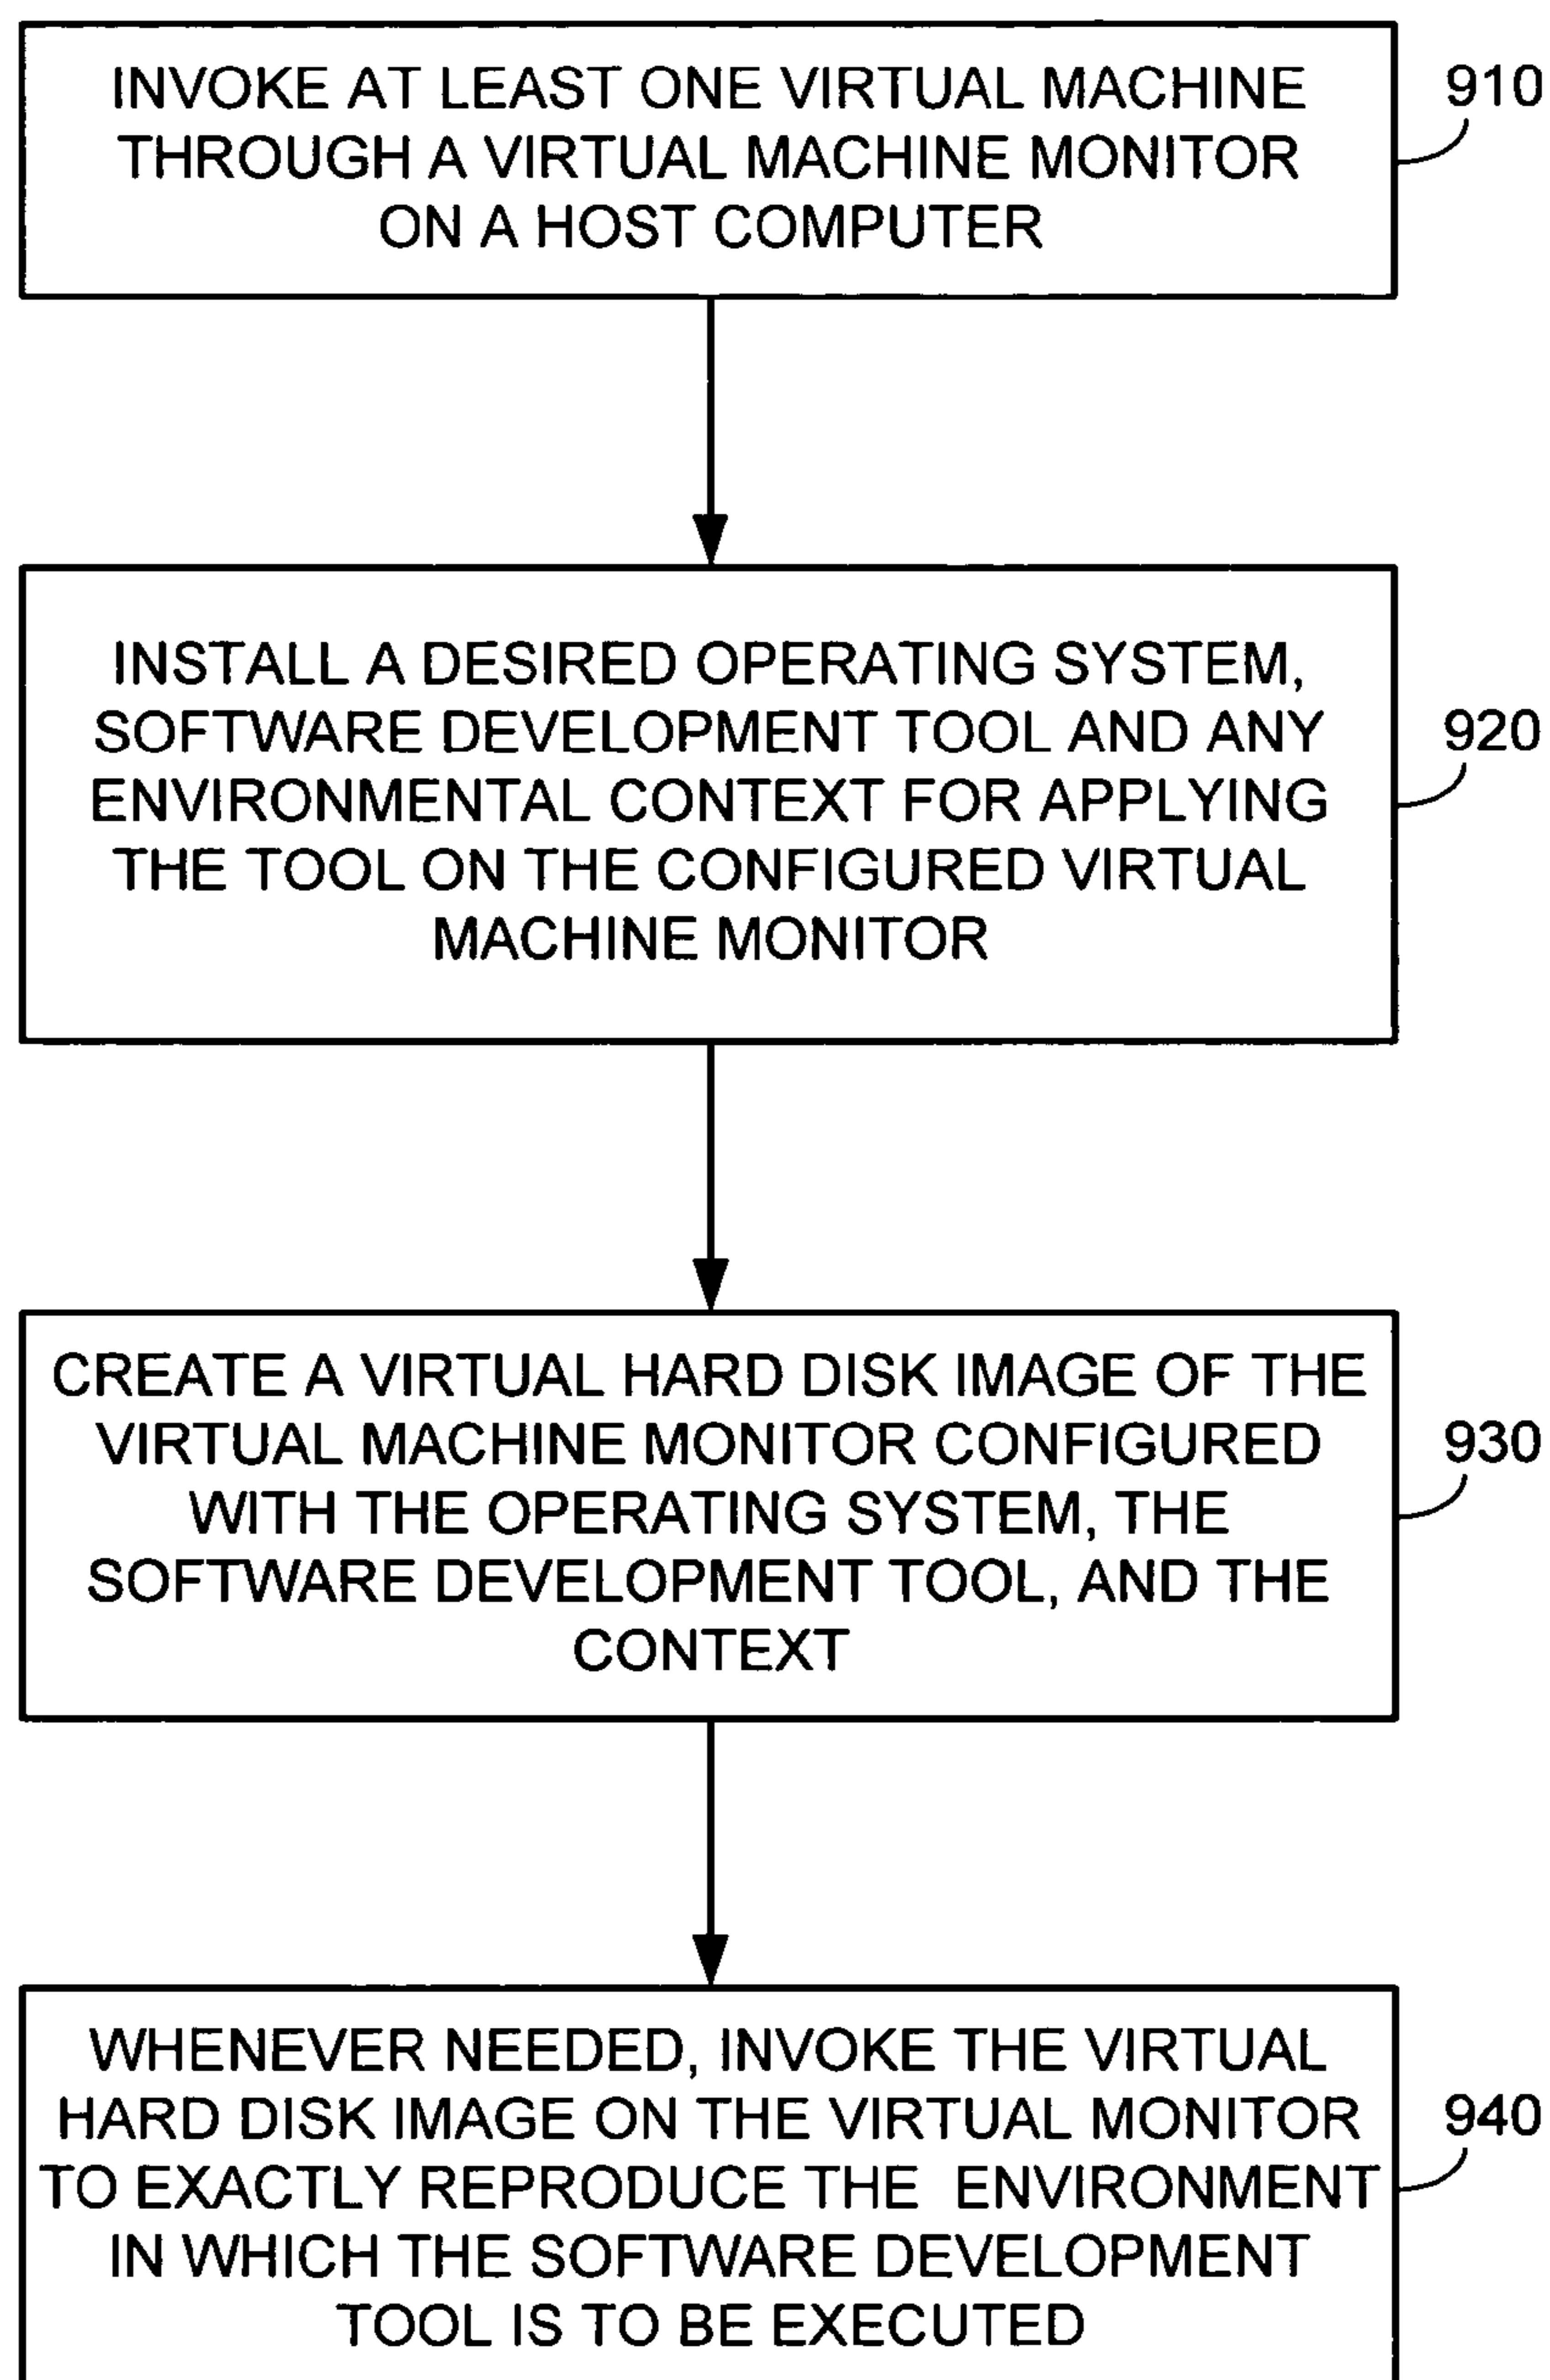 INVOKE AT LEAST ONE VIRTUAL MACHINE
THROUGH A VIRTUAL MACHINE MONITOR
ON A HOST COMPUTER
910
INSTALL A DESIRED OPERATING SYSTEM,
SOFTWARE DEVELOPMENT TOOL AND ANY
ENVIRONMENTAL CONTEXT FOR APPLYING
THE TOOL ON THE CONFIGURED VIRTUAL
MACHINE MONITOR
920
CREATE A VIRTUAL HARD DISK IMAGE OF THE
VIRTUAL MACHINE MONITOR CONFIGURED
WITH THE OPERATING SYSTEM, THE
SOFTWARE DEVELOPMENT TOOL, AND THE
CONTEXT
930
WHENEVER NEEDED, INVOKE THE VIRTUAL
HARD DISK IMAGE ON THE VIRTUAL MONITOR
TO EXACTLY REPRODUCE THE ENVIRONMENT
IN WHICH THE SOFTWARE DEVELOPMENT
TOOL IS TO BE EXECUTED
940